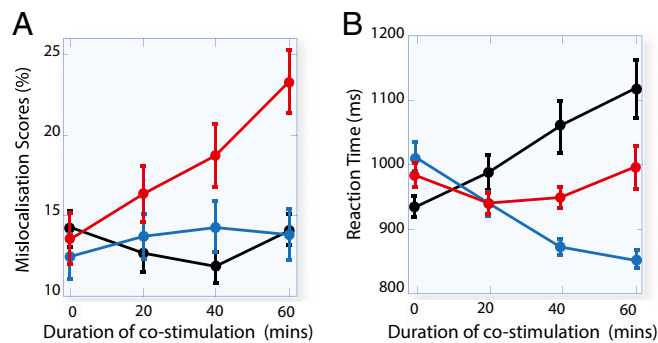 A
Mislocalisation Scores (%)
25
20
15
10
0 20 40 60
Duration of co-stimulation (mins)
B
Reaction Time (ms)
1200
1100
1000
900
800
0 20 40 60
Duration of co-stimulation (mins)